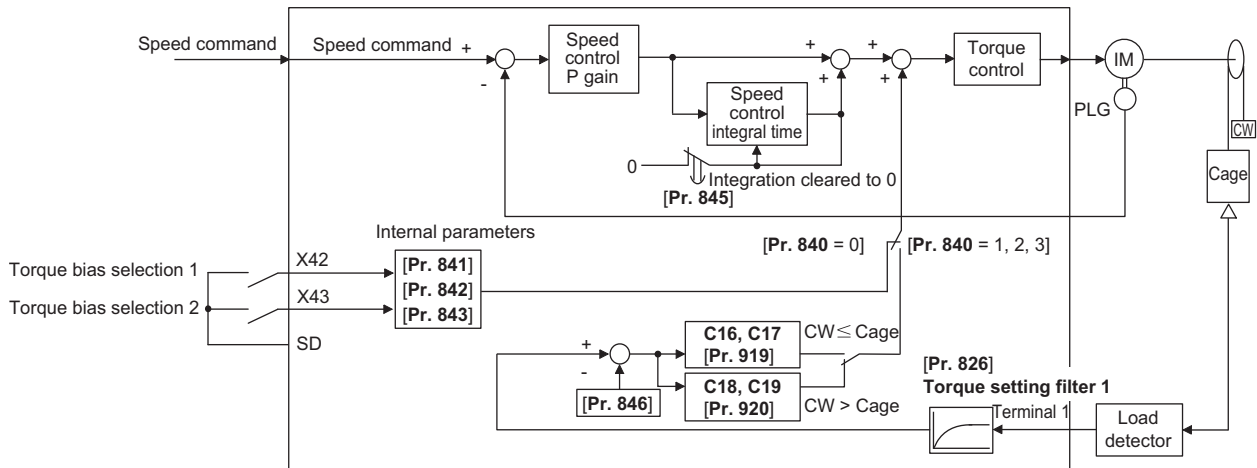 Speed command
Speed command
+
-
Speed
control
P gain
+
+
+
+
Torque
control
IM
PLG
CW
Cage
Speed
control
integral time
0
Integration cleared to 0
[Pr. 845]
Internal parameters
[Pr. 840 = 0]
[Pr. 840 = 1, 2, 3]
Torque bias selection 1
X42
[Pr. 841]
[Pr. 842]
[Pr. 843]
Torque bias selection 2
X43
SD
+
-
[Pr. 846]
C16, C17
[Pr. 919]
CW≦Cage
C18, C19
[Pr. 920]
CW > Cage
[Pr. 826]
Torque setting filter 1
Terminal 1
Load
detector